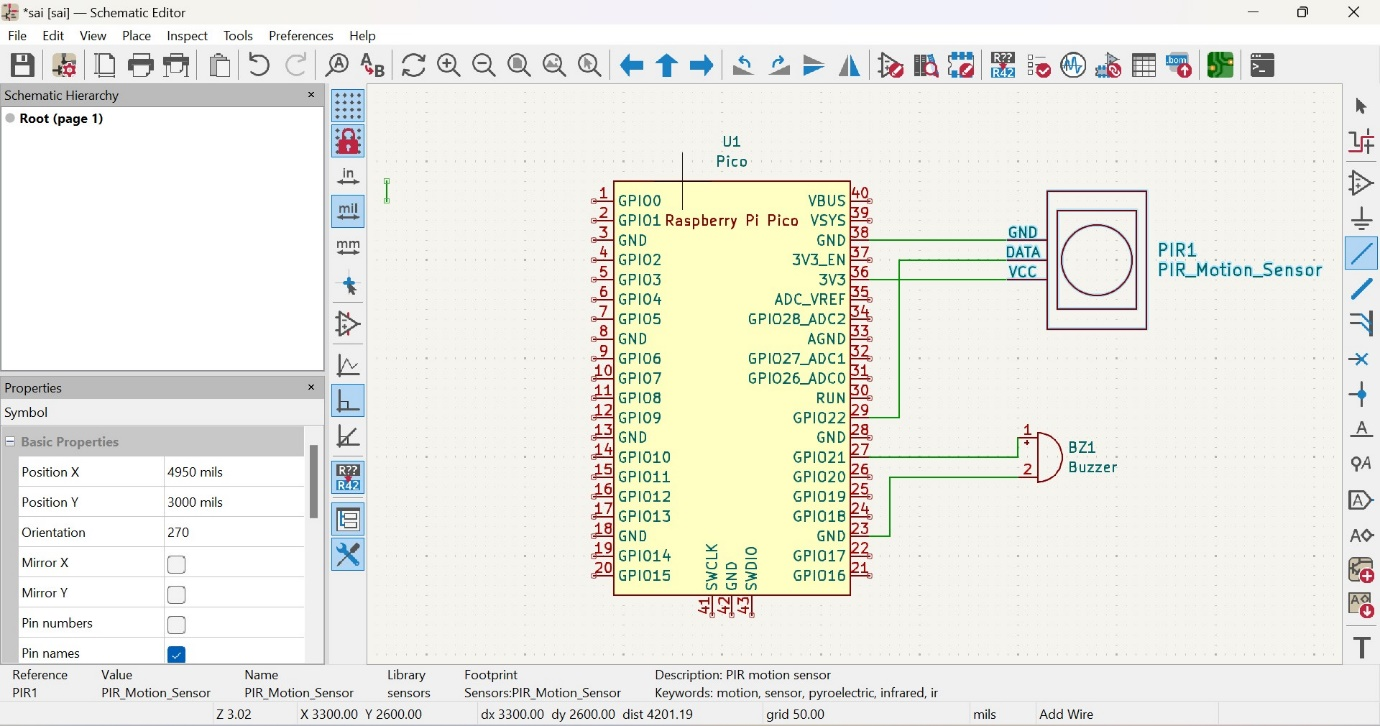 *sai [sai] — Schematic Editor
File Edit View Place Inspect Tools Preferences Help
Schematic Hierarchy
Root (page 1)
Properties
Symbol
Basic Properties
Position X 4950 mils
Position Y 3000 mils
Orientation 270
Mirror X
Mirror Y
Pin numbers
Pin names
in
mil
mm
R??
R42
A
B
R??
R42
.bom
U1
Pico
Raspberry Pi Pico
1 GPIO0
2 GPIO1
3 GND
4 GPIO2
5 GPIO3
6 GPIO4
7 GPIO5
8 GND
9 GPIO6
10 GPIO7
11 GPIO8
12 GPIO9
13 GND
14 GPIO10
15 GPIO11
16 GPIO12
17 GPIO13
18 GND
19 GPIO14
20 GPIO15
VBUS 40
VSYS 39
GND 38
3V3_EN 37
3V3 36
ADC_VREF 35
GPIO28_ADC2 34
AGND 33
GPIO27_ADC1 32
GPIO26_ADC0 31
RUN 30
GPIO22 29
GND 28
GPIO21 27
GPIO20 26
GPIO19 25
GPIO18 24
GND 23
GPIO17 22
GPIO16 21
SWCLK 41
GND 42
SWDIO 43
GND
DATA
VCC
PIR1
PIR_Motion_Sensor
1
+
2
BZ1
Buzzer
A
A
A
A
A
T
Reference Value Name Library Footprint Description: PIR motion sensor
PIR1 PIR_Motion_Sensor PIR_Motion_Sensor sensors Sensors:PIR_Motion_Sensor Keywords: motion, sensor, pyroelectric, infrared, ir
Z 3.02 X 3300.00 Y 2600.00 dx 3300.00 dy 2600.00 dist 4201.19 grid 50.00 mils Add Wire